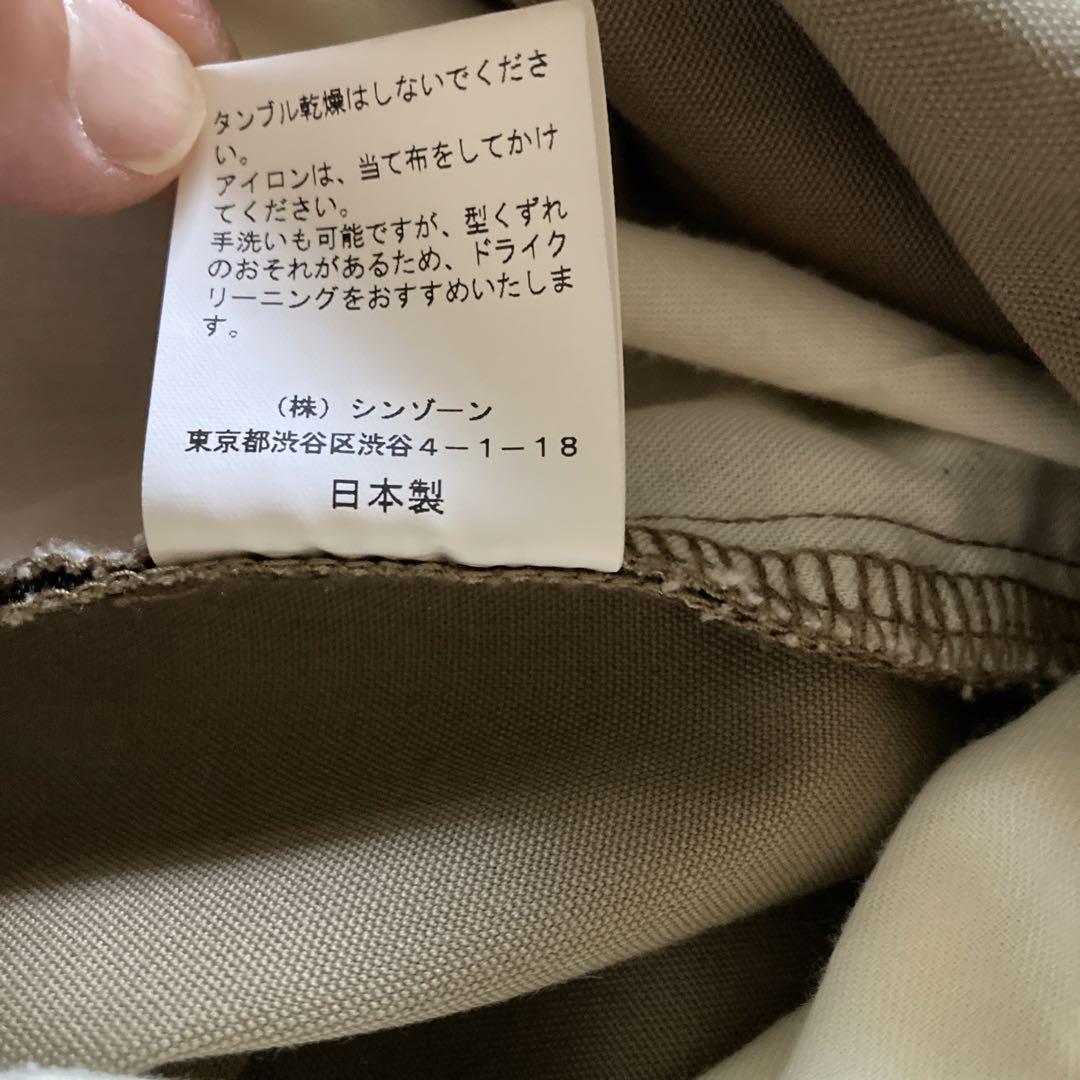 タンブル乾燥はしないでくださ
い。
アイロンは、当て布をしてかけ
てください。
手洗いも可能ですが、型くずれ
のおそれがあるため、ドライク
リーニングをおすすめいたしま
す。
（株）シンゾーン
東京都渋谷区渋谷４－１－１８
日本製